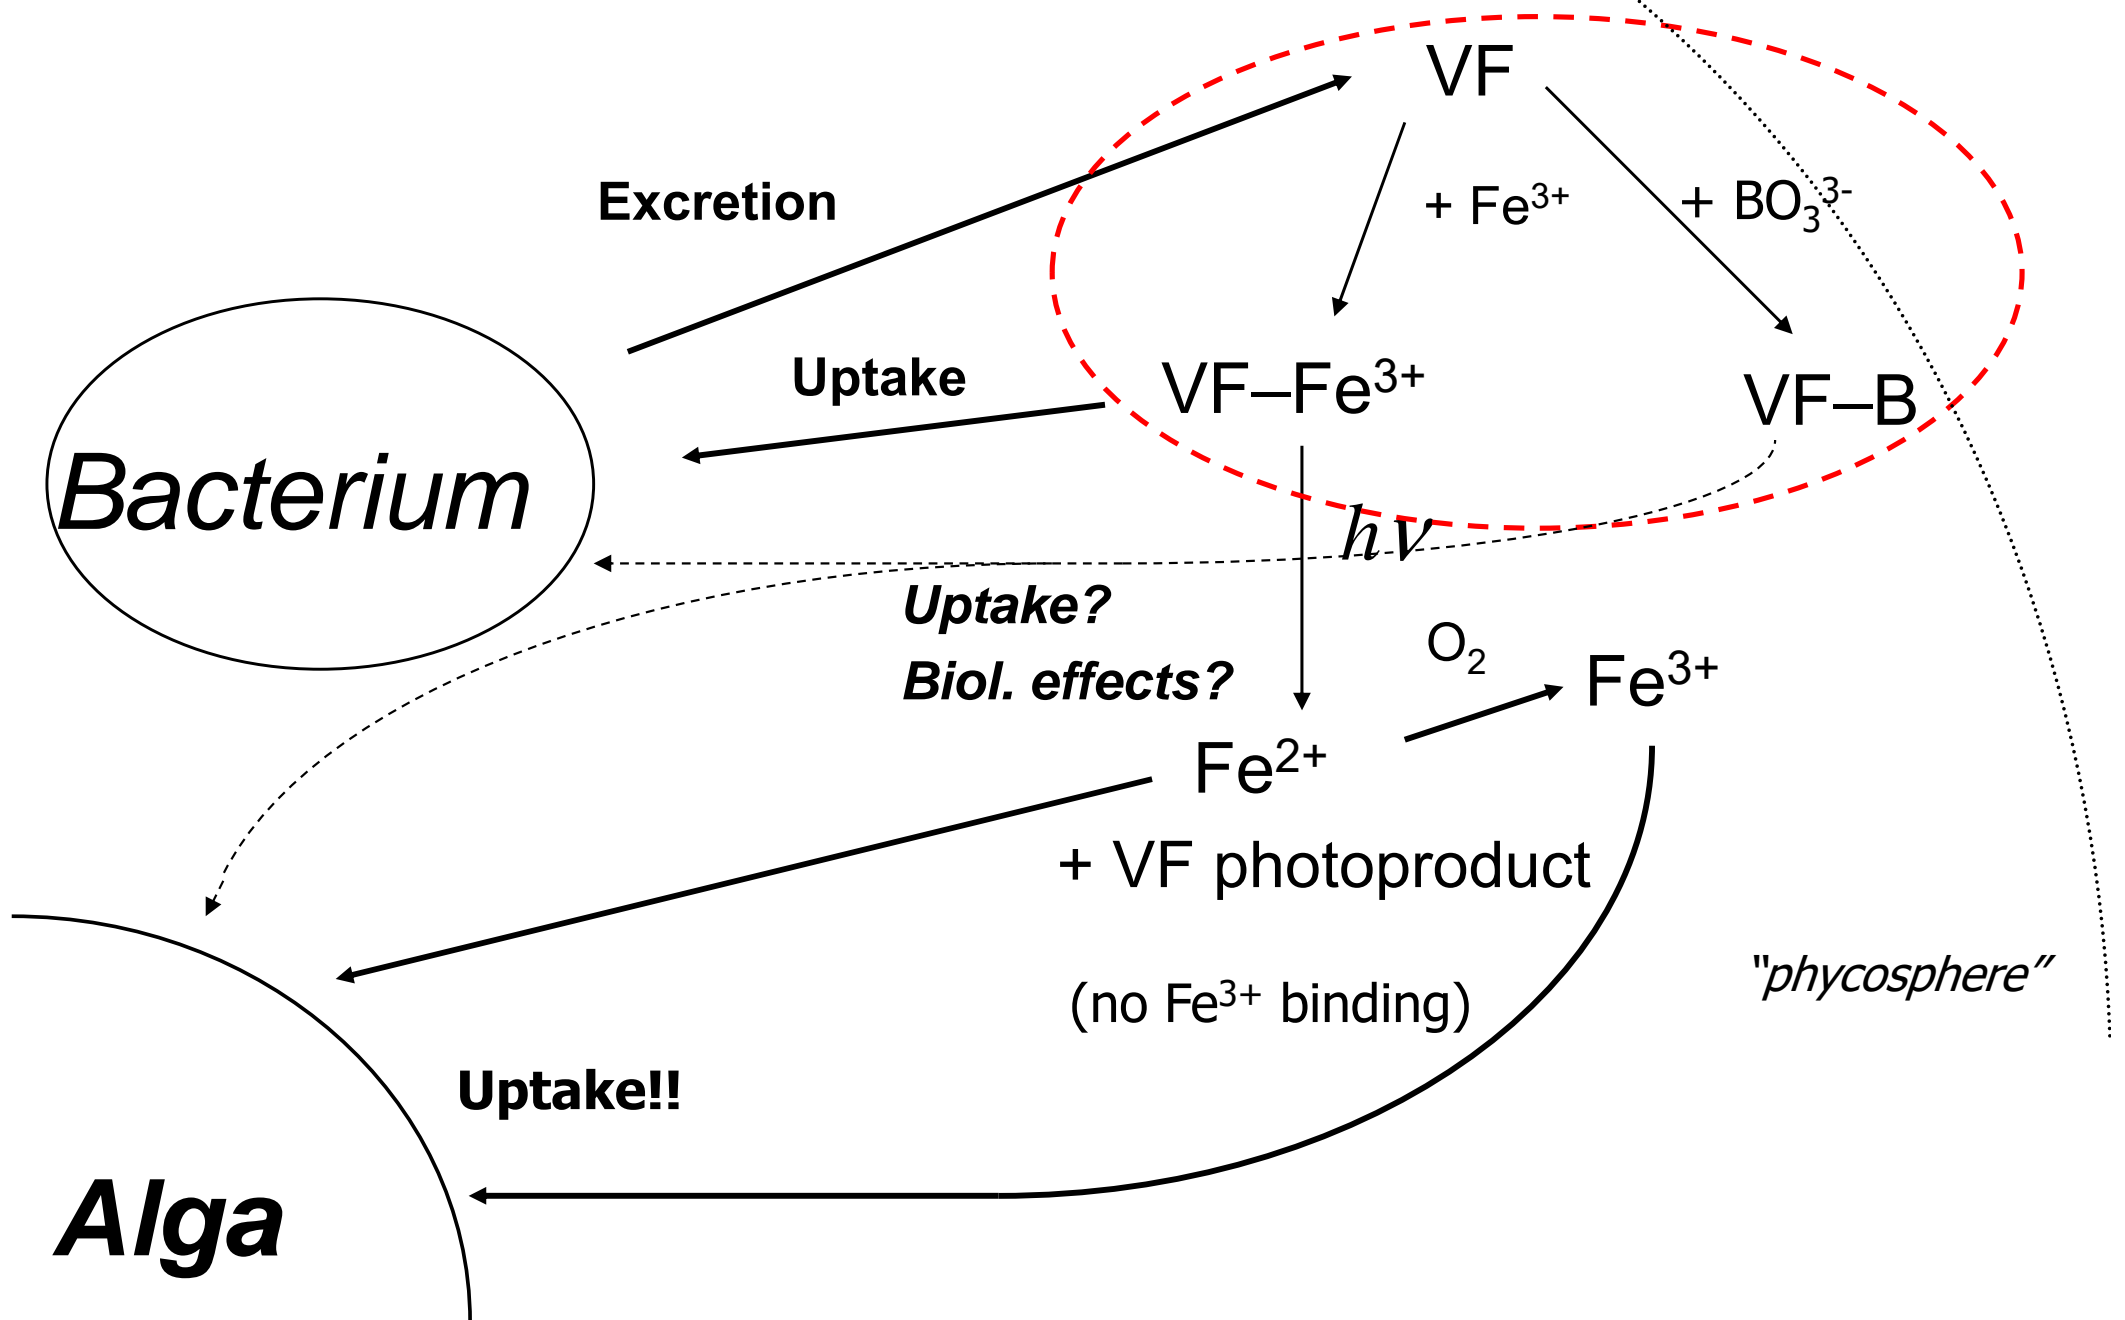 VF
Excretion
+ Fe³⁺
+ BO₃³⁻
Uptake
VF–Fe³⁺
VF–B
Bacterium
hν
Uptake?
Biol. effects?
O₂
Fe³⁺
Fe²⁺
+ VF photoproduct
(no Fe³⁺ binding)
"phycosphere”
Uptake!!
Alga